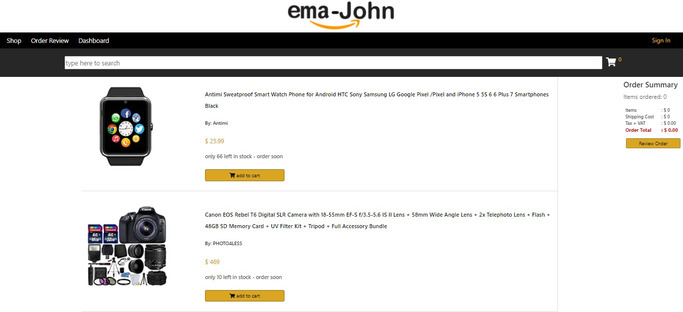 ema-John
Shop Order Review Dashboard Sign In
type here to search 0
Antimi Sweatproof Smart Watch Phone for Android HTC Sony Samsung LG Google Pixel /Pixel and iPhone 5 5S 6 6 Plus 7 Smartphones
Black
By: Antimi
$ 23.99
only 66 left in stock - order soon
add to cart
Canon EOS Rebel T6 Digital SLR Camera with 18-55mm EF-S f/3.5-5.6 IS II Lens + 58mm Wide Angle Lens + 2x Telephoto Lens + Flash +
48GB SD Memory Card + UV Filter Kit + Tripod + Full Accessory Bundle
By: PHOTO4LESS
$ 469
only 10 left in stock - order soon
add to cart
Order Summary
Items ordered: 0
Items : $ 0
Shipping Cost : $ 0
Tax + VAT : $ 0.00
Order Total : $ 0.00
Review Order